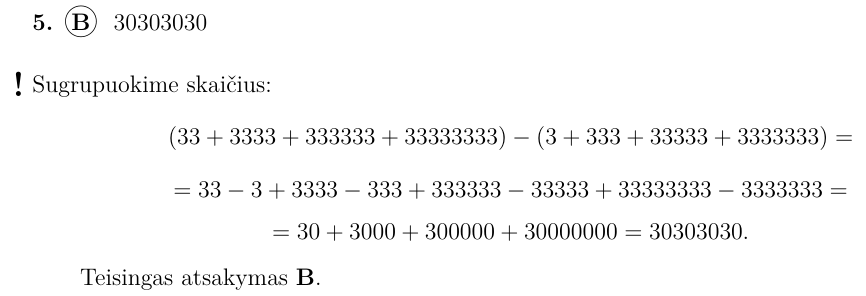 5. B 30303030
! Sugrupuokime skaičius:
(33 + 3333 + 333333 + 33333333) − (3 + 333 + 33333 + 3333333) =
= 33 − 3 + 3333 − 333 + 333333 − 33333 + 33333333 − 3333333 =
= 30 + 3000 + 300000 + 30000000 = 30303030.
Teisingas atsakymas B.